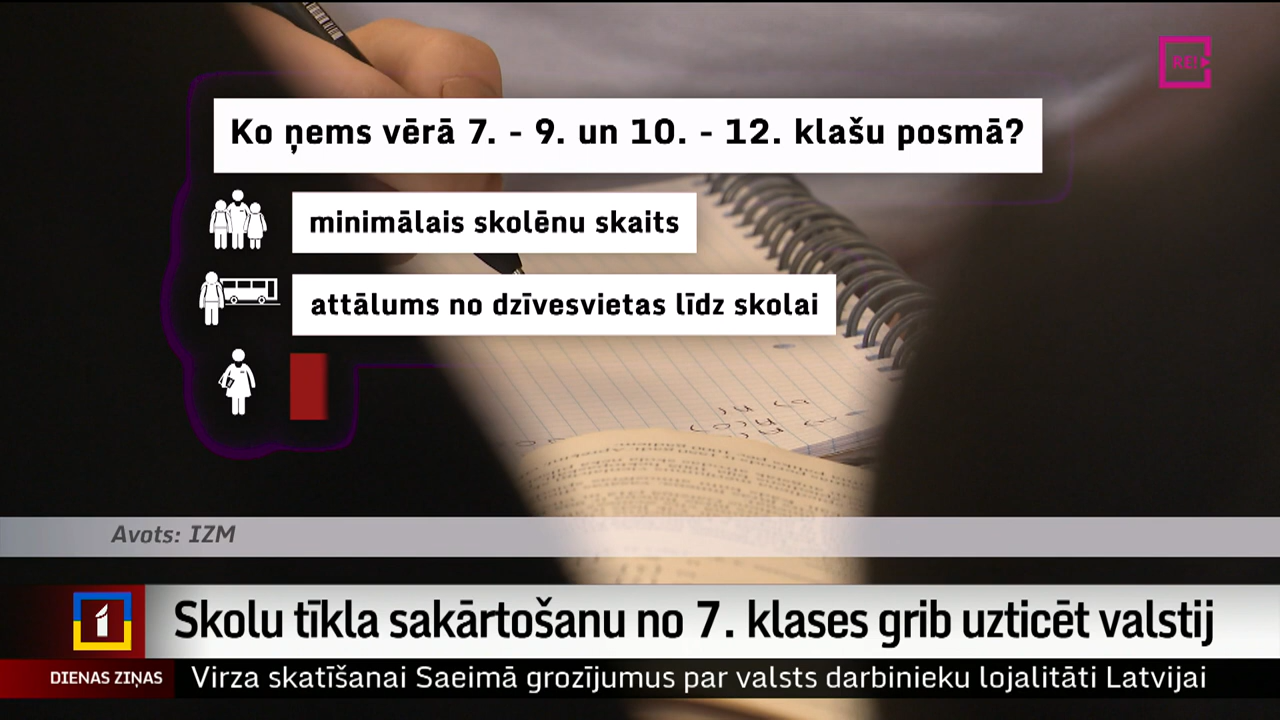 RE!
Ko ņems vērā 7. - 9. un 10. - 12. klašu posmā?
minimālais skolēnu skaits
attālums no dzīvesvietas līdz skolai
Avots: IZM
1
Skolu tīkla sakārtošanu no 7. klases grib uzticēt valstij
DIENAS ZIŅAS
Virza skatīšanai Saeimā grozījumus par valsts darbinieku lojalitāti Latvijai